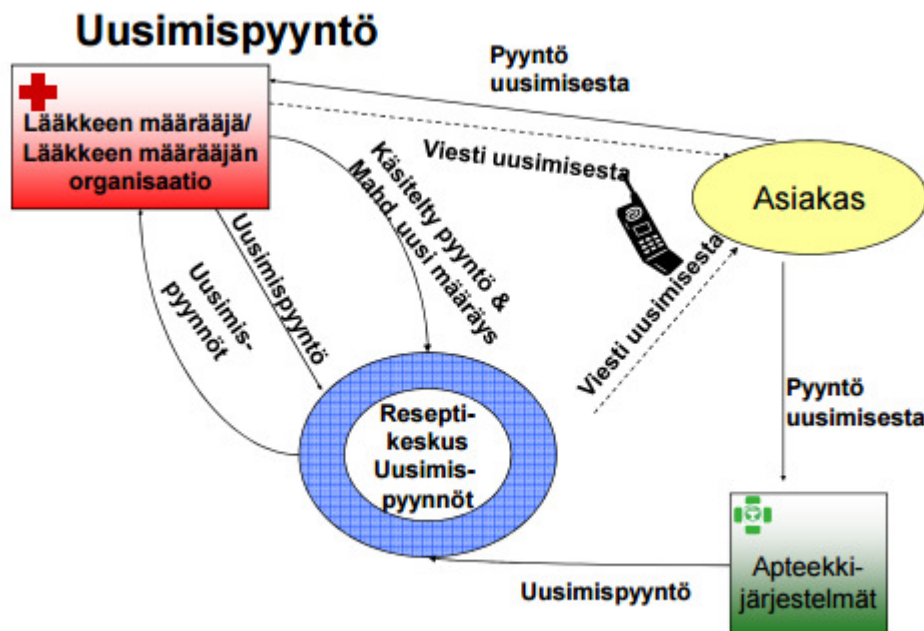 Uusimispyyntö
Pyyntö
uusimisesta
Lääkkeen määrääjä/
Lääkkeen määrääjän
organisaatio
Viesti uusimisesta
Käsitelty pyyntö &
Mahd. uusi määräys
Asiakas
Uusimispyyntö
Uusimis-
pyynnöt
Viesti uusimisesta
Pyyntö
uusimisesta
Resepti-
keskus
Uusimis-
pyynnöt
Uusimispyyntö
Apteekki-
järjestelmät